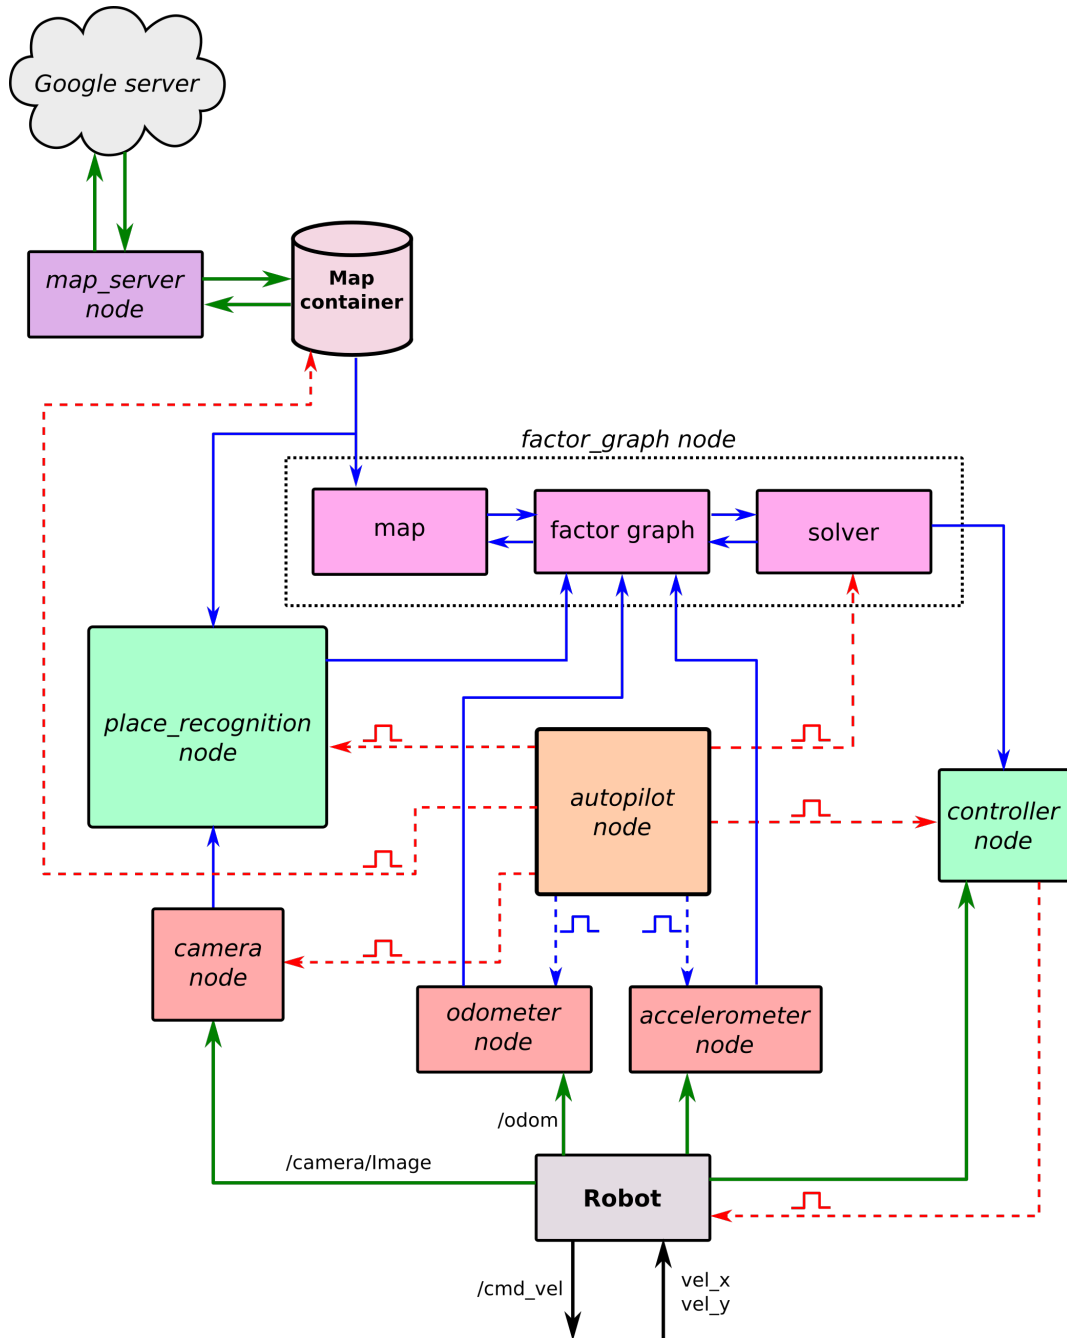 Google server
map_server
node
Map
container
factor_graph node
map
factor graph
solver
place_recognition
node
autopilot
node
controller
node
camera
node
odometer
node
accelerometer
node
/odom
/camera/Image
Robot
/cmd_vel
vel_x
vel_y